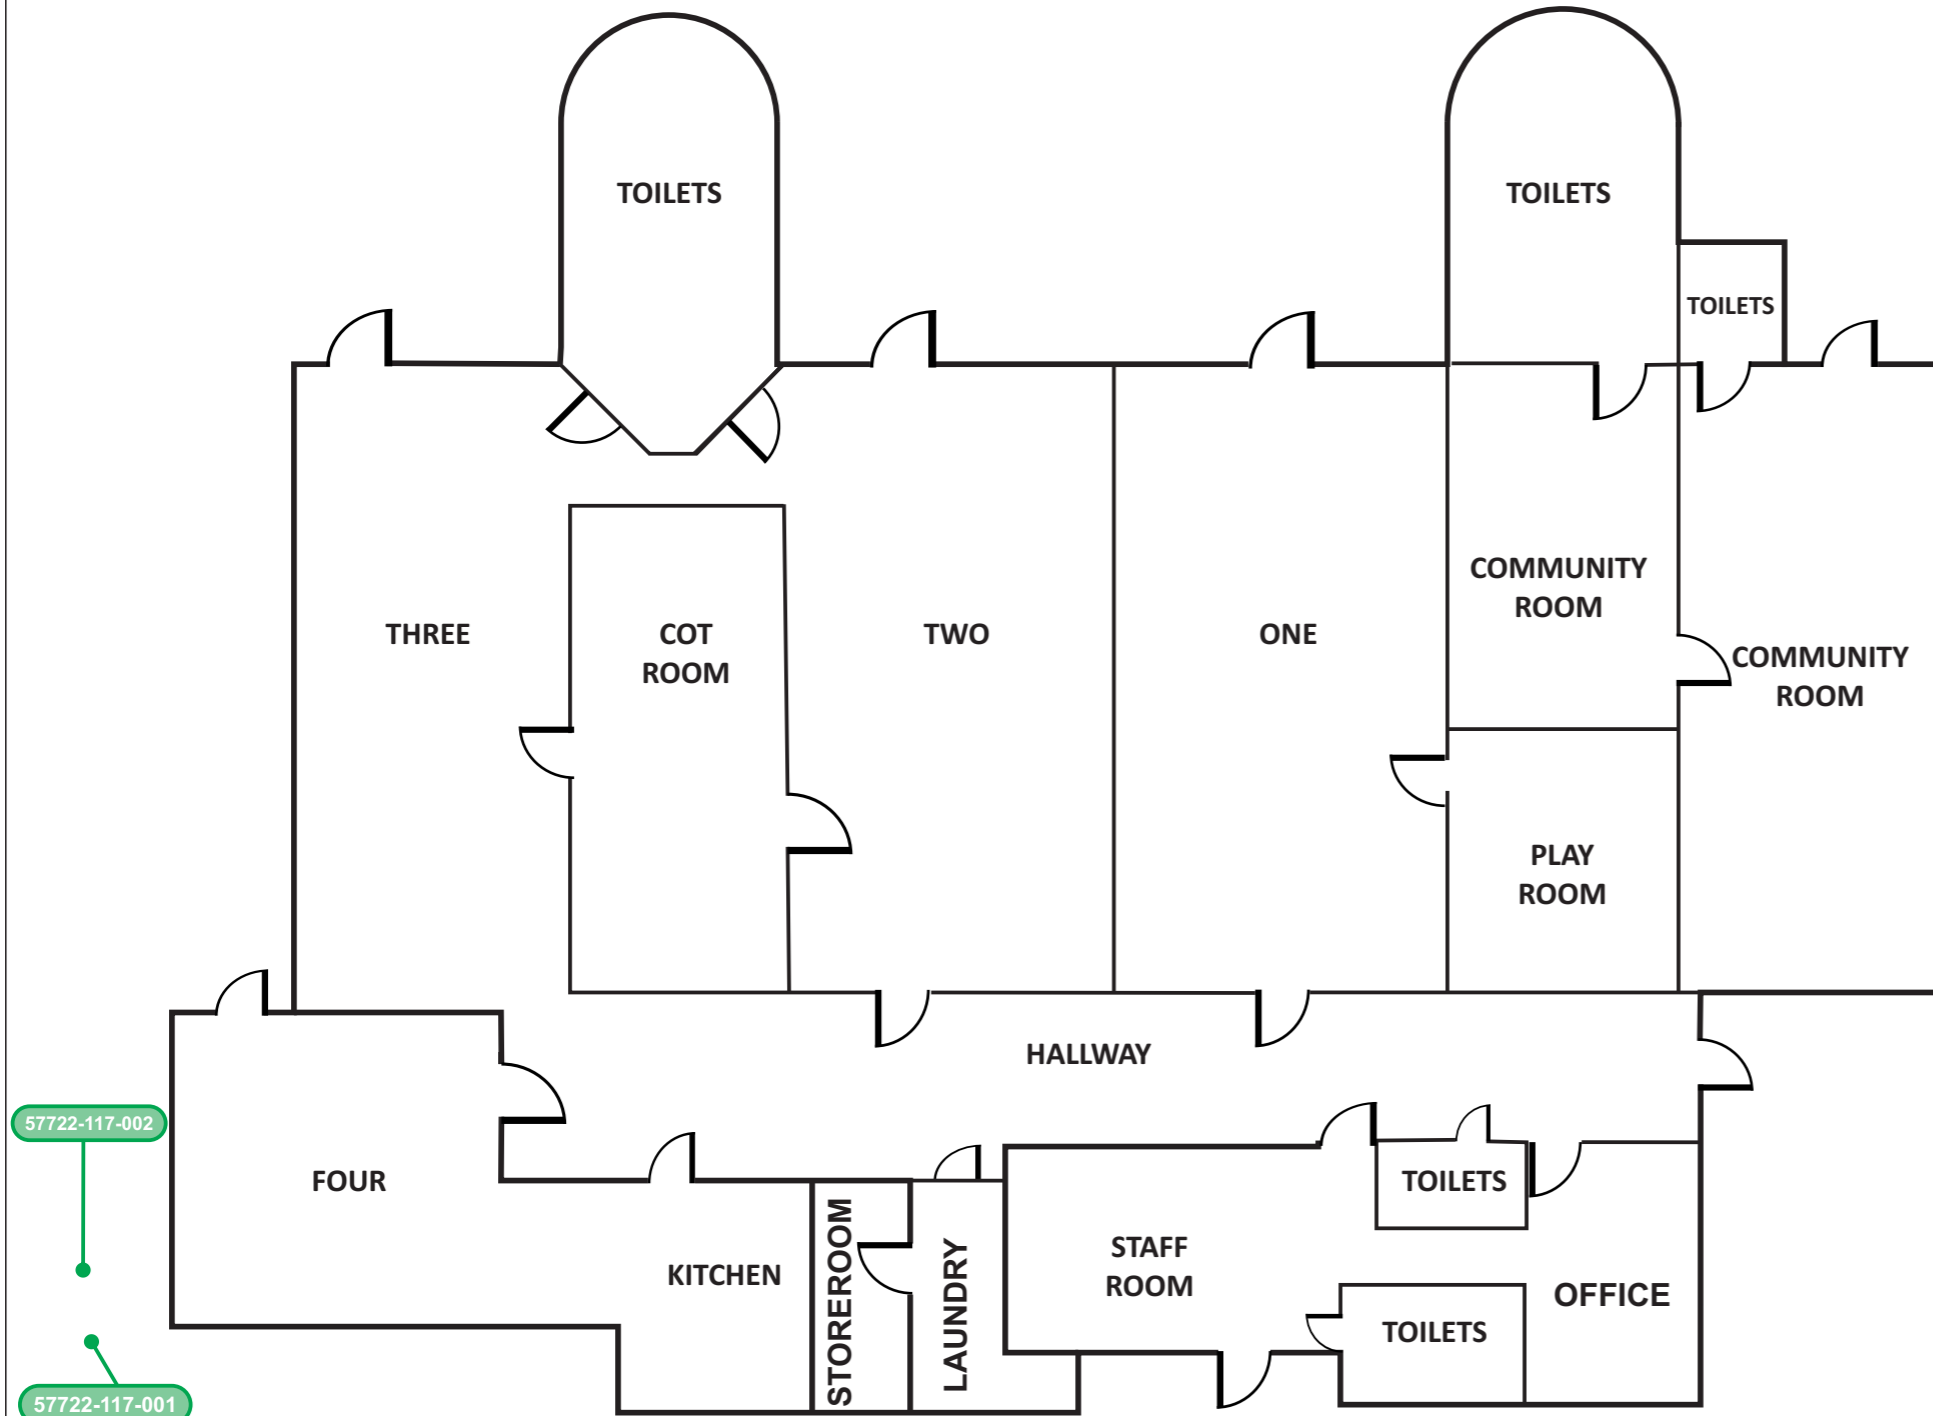 TOILETS
TOILETS
TOILETS
COMMUNITY
ROOM
THREE
COT
ROOM
TWO
ONE
COMMUNITY
ROOM
PLAY
ROOM
HALLWAY
57722-117-002
FOUR
TOILETS
KITCHEN
STOREROOM
LAUNDRY
STAFF
ROOM
OFFICE
TOILETS
57722-117-001